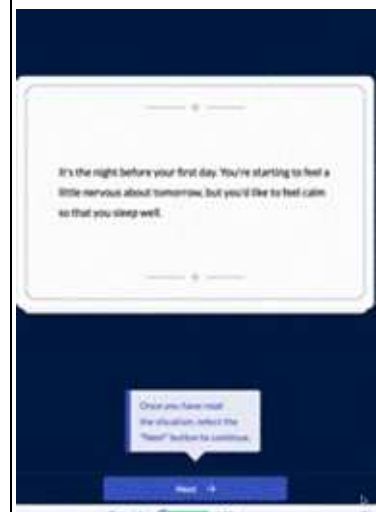 It's the night before your first day. You're starting to feel a
little nervous about tomorrow, but you'd like to feel calm
so that you sleep well.
Once you have read
the situation, select the
"Next" button to continue.
Next →